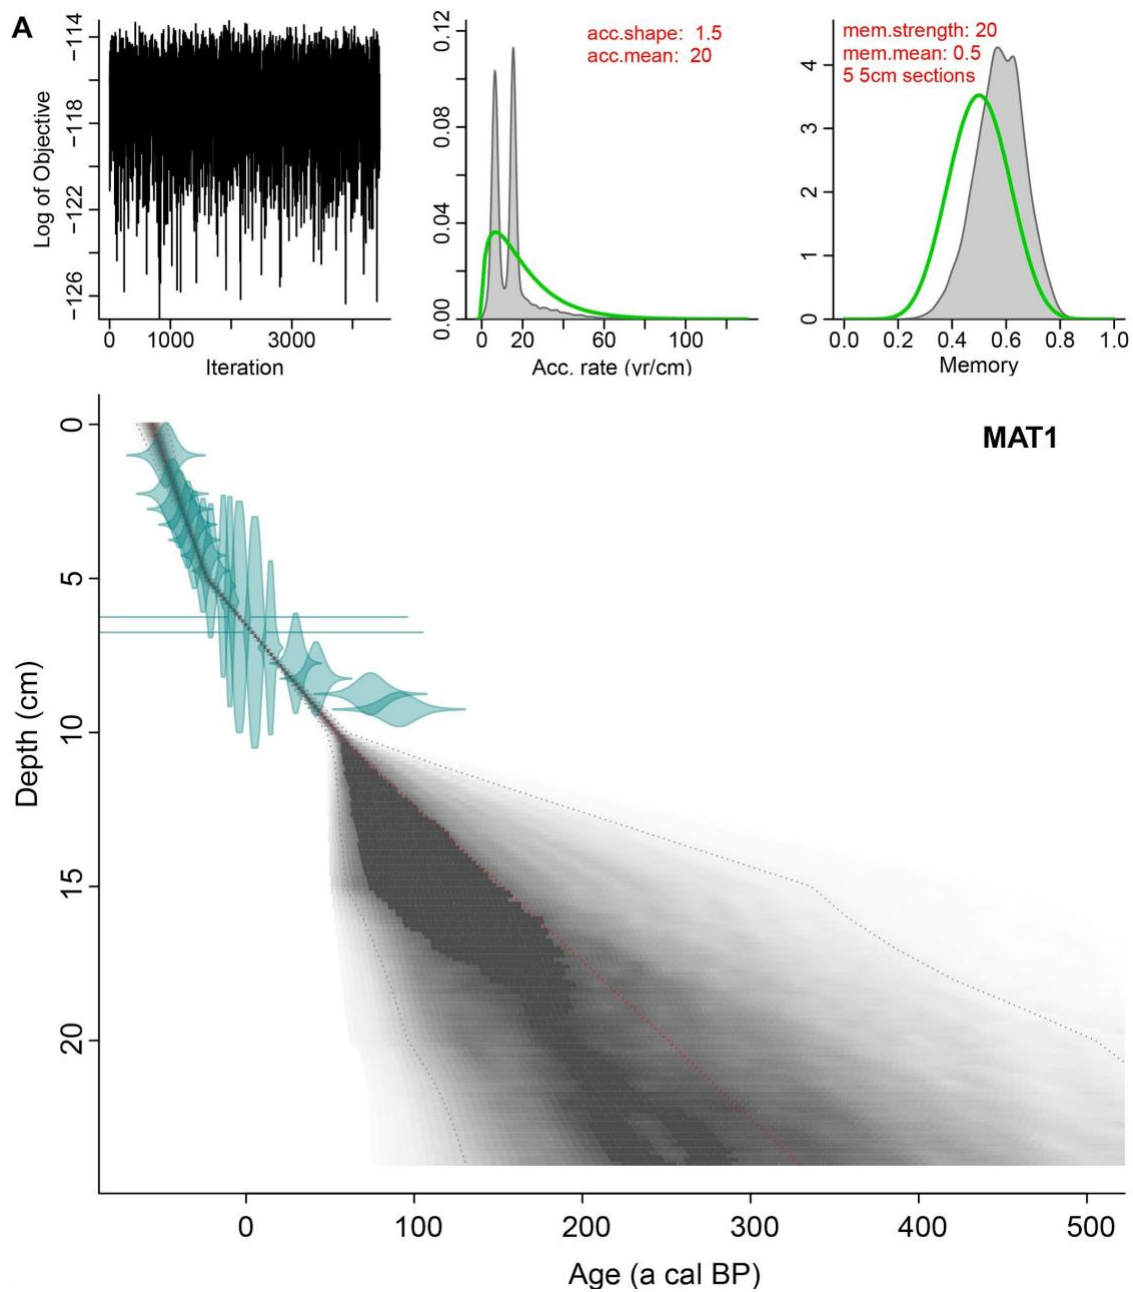 A
−114
−118
−122
−126
Log of Objective
0 1000 3000
Iteration
0.12
0.08
0.04
0.00
acc.shape: 1.5
acc.mean: 20
0 20 60 100
Acc. rate (yr/cm)
mem.strength: 20
mem.mean: 0.5
5 5cm sections
4
3
2
1
0
0.0 0.2 0.4 0.6 0.8 1.0
Memory
MAT1
0
5
10
15
20
Depth (cm)
0 100 200 300 400 500
Age (a cal BP)